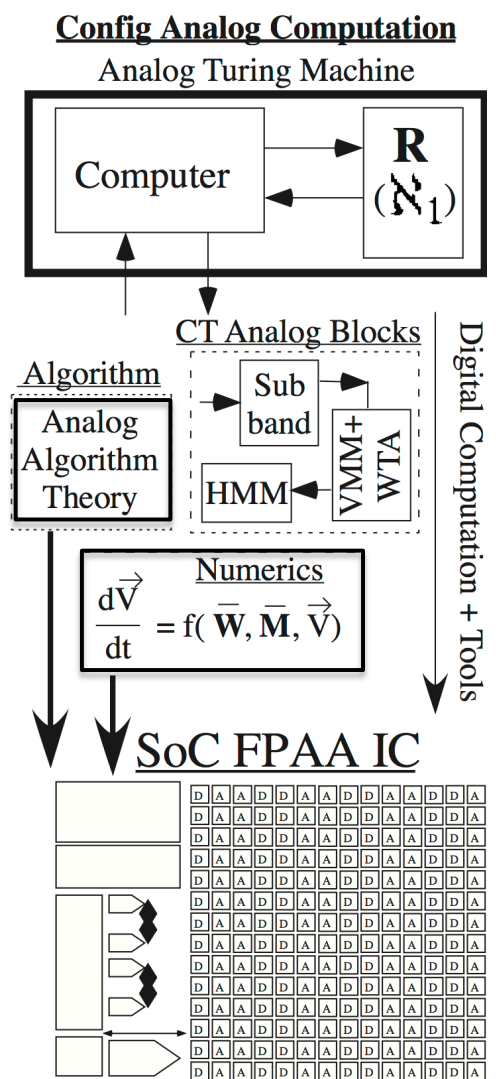 Config Analog Computation
Analog Turing Machine
Computer
R
(ℵ1)
CT Analog Blocks
Algorithm
Analog
Algorithm
Theory
Sub
band
VMM+
WTA
HMM
Digital Computation + Tools
Numerics
dV⃗/dt = f( W̅, M̅, V⃗)
SoC FPAA IC
D A A D D A A D D A A D D A
D A A D D A A D D A A D D A
D A A D D A A D D A A D D A
D A A D D A A D D A A D D A
D A A D D A A D D A A D D A
D A A D D A A D D A A D D A
D A A D D A A D D A A D D A
D A A D D A A D D A A D D A
D A A D D A A D D A A D D A
D A A D D A A D D A A D D A
D A A D D A A D D A A D D A
D A A D D A A D D A A D D A
D A A D D A A D D A A D D A
D A A D D A A D D A A D D A